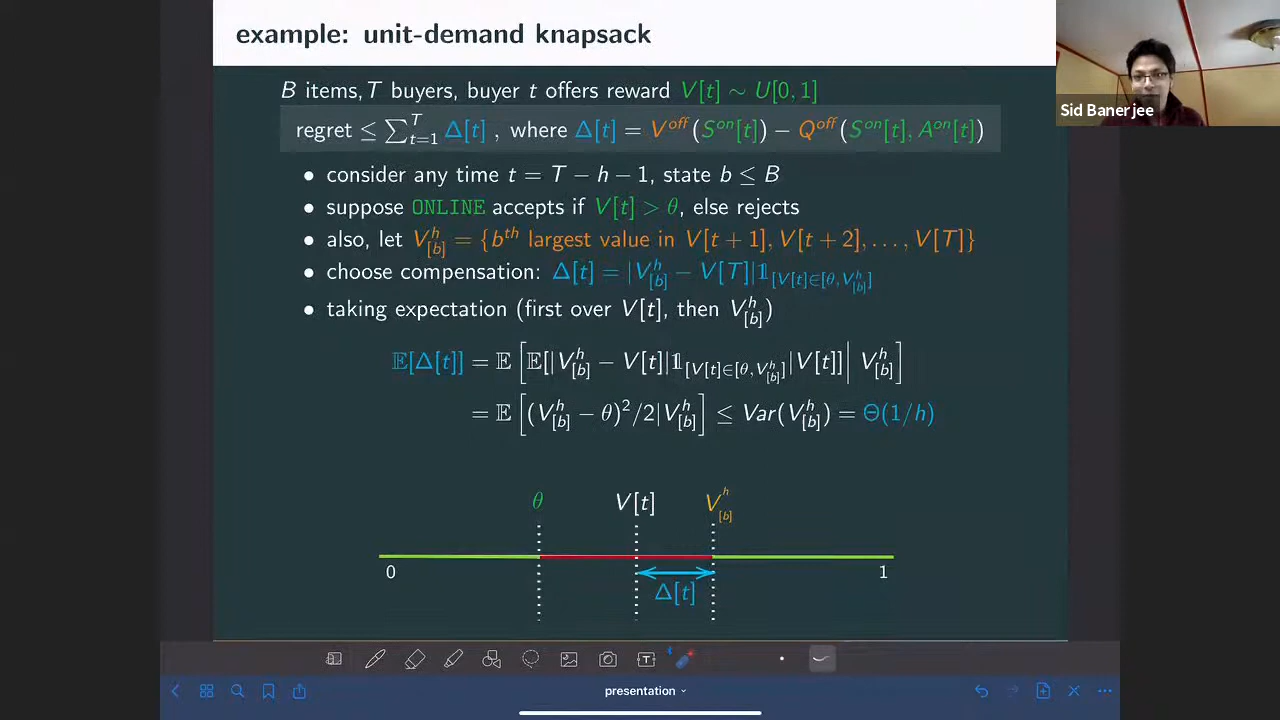 example: unit-demand knapsack
Sid Banerjee
B items, T buyers, buyer t offers reward V[t] ∼ U[0, 1]
regret ≤ ∑_{t=1}^{T} Δ[t] , where Δ[t] = V^{off}(S^{on}[t]) − Q^{off}(S^{on}[t], A^{on}[t])
• consider any time t = T − h − 1, state b ≤ B
• suppose ONLINE accepts if V[t] > θ, else rejects
• also, let V^h_{[b]} = {b^{th} largest value in V[t + 1], V[t + 2], . . . , V[T]}
• choose compensation: Δ[t] = |V^h_{[b]} − V[T]|𝟙_{[V[t]∈[θ,V^h_{[b]}]}
• taking expectation (first over V[t], then V^h_{[b]})
𝔼[Δ[t]] = 𝔼 [𝔼[|V^h_{[b]} − V[t]|𝟙_{[V[t]∈[θ,V^h_{[b]}]}|V[t]]| V^h_{[b]}]
= 𝔼 [(V^h_{[b]} − θ)^2/2|V^h_{[b]}] ≤ Var(V^h_{[b]}) = Θ(1/h)
θ V[t] V^h_{[b]}
0 1
Δ[t]
T
presentation